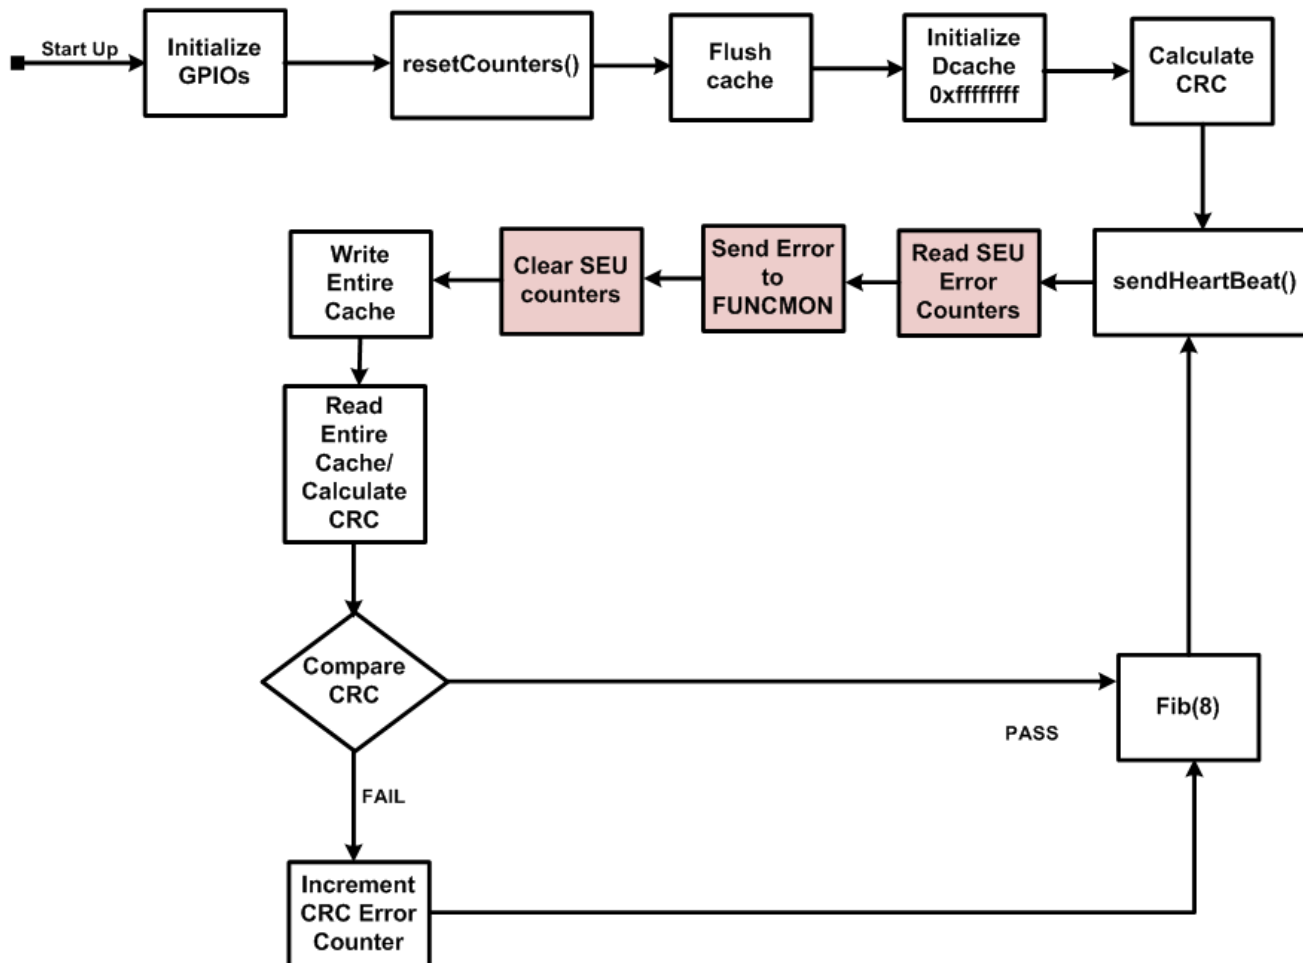 Start Up
Initialize
GPIOs
resetCounters()
Flush
cache
Initialize
Dcache
0xffffffff
Calculate
CRC
Write
Entire
Cache
Clear SEU
counters
Send Error
to
FUNCMON
Read SEU
Error
Counters
sendHeartBeat()
Read
Entire
Cache/
Calculate
CRC
Compare
CRC
PASS
Fib(8)
FAIL
Increment
CRC Error
Counter